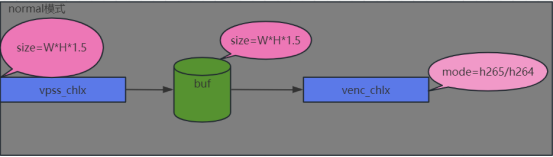 normal模式
size=W*H*1.5
size=W*H*1.5
mode=h265/h264
vpss_chlx
buf
venc_chlx